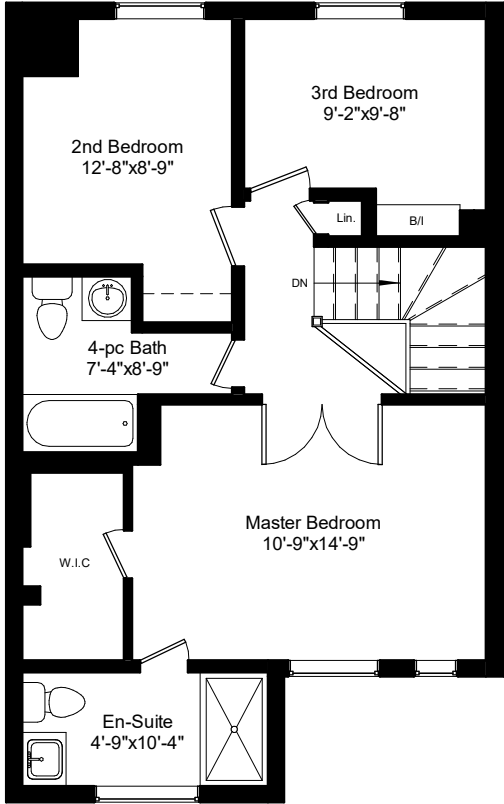 3rd Bedroom
9'-2"x9'-8"
2nd Bedroom
12'-8"x8'-9"
Lin.
B/I
DN
4-pc Bath
7'-4"x8'-9"
Master Bedroom
10'-9"x14'-9"
W.I.C
En-Suite
4'-9"x10'-4"